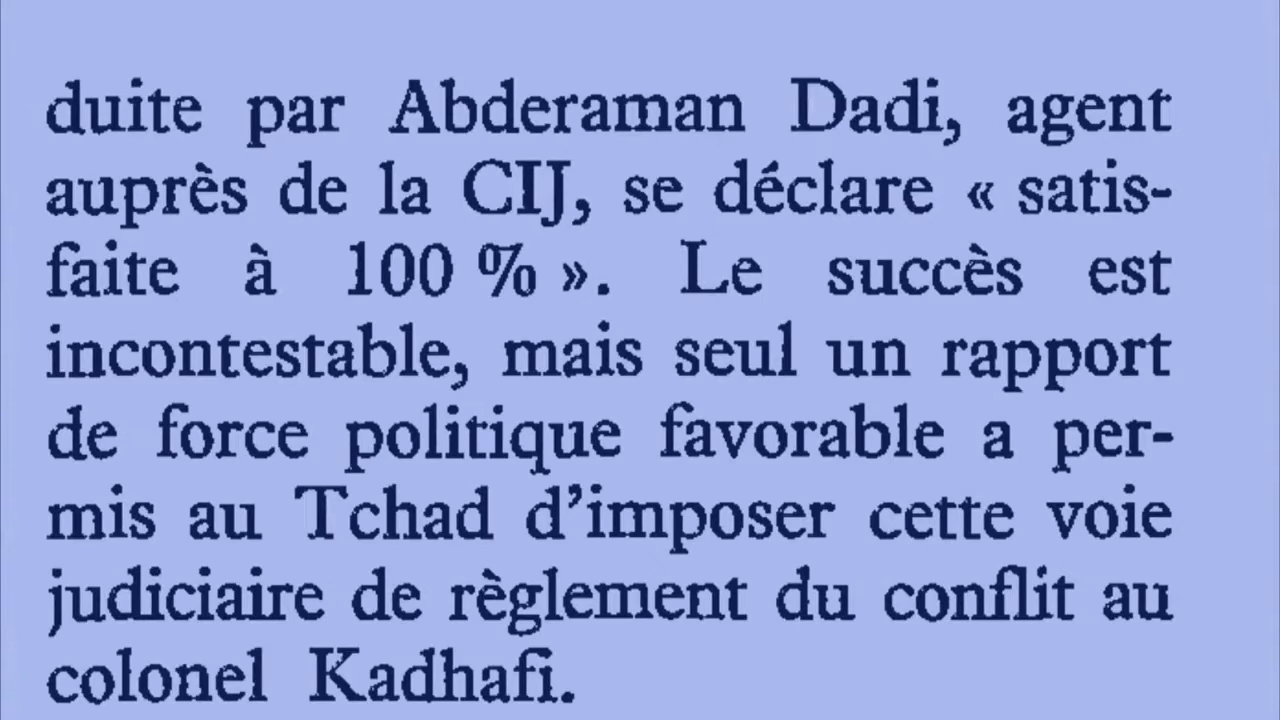 duite par Abderaman Dadi, agent
auprès de la CIJ, se déclare « satis-
faite à 100 % ». Le succès est
incontestable, mais seul un rapport
de force politique favorable a per-
mis au Tchad d’imposer cette voie
judiciaire de règlement du conflit au
colonel Kadhafi.